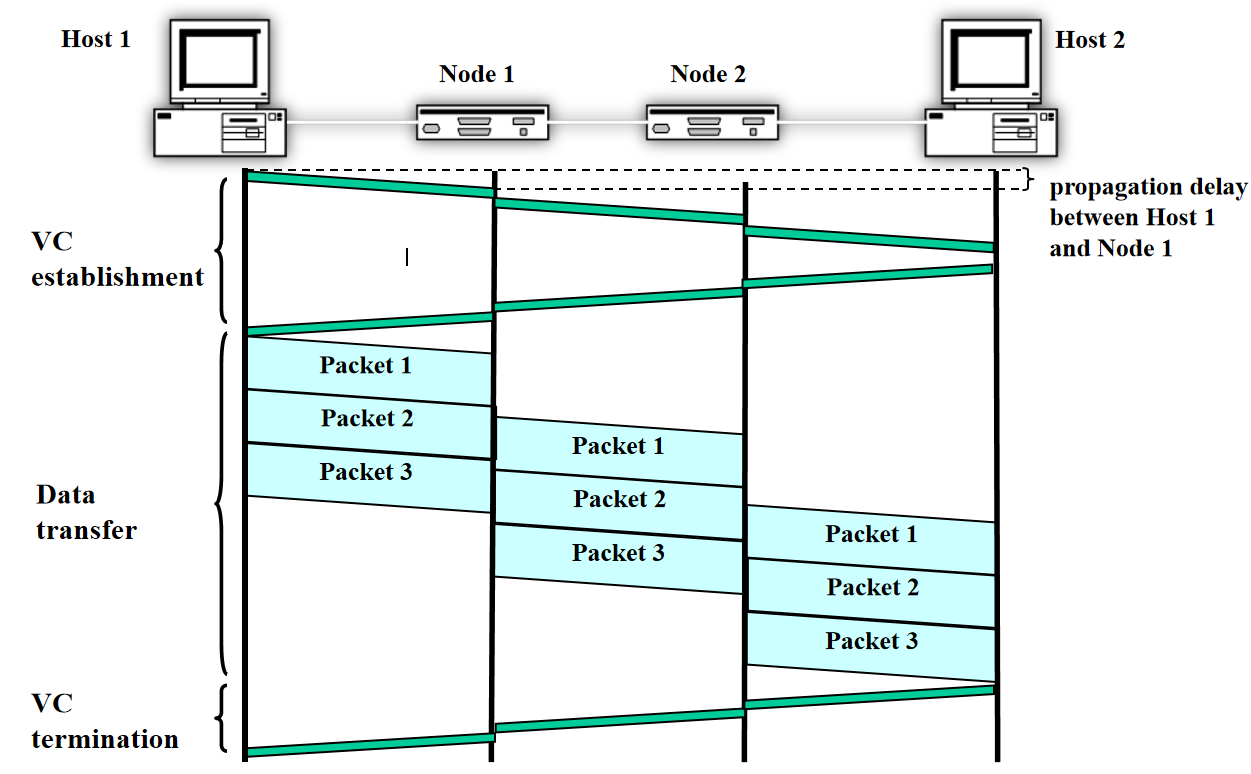 Host 1
Host 2
Node 1
Node 2
propagation delay
between Host 1
and Node 1
VC
establishment
Packet 1
Packet 2
Packet 3
Packet 1
Packet 2
Packet 3
Packet 1
Packet 2
Packet 3
Data
transfer
VC
termination